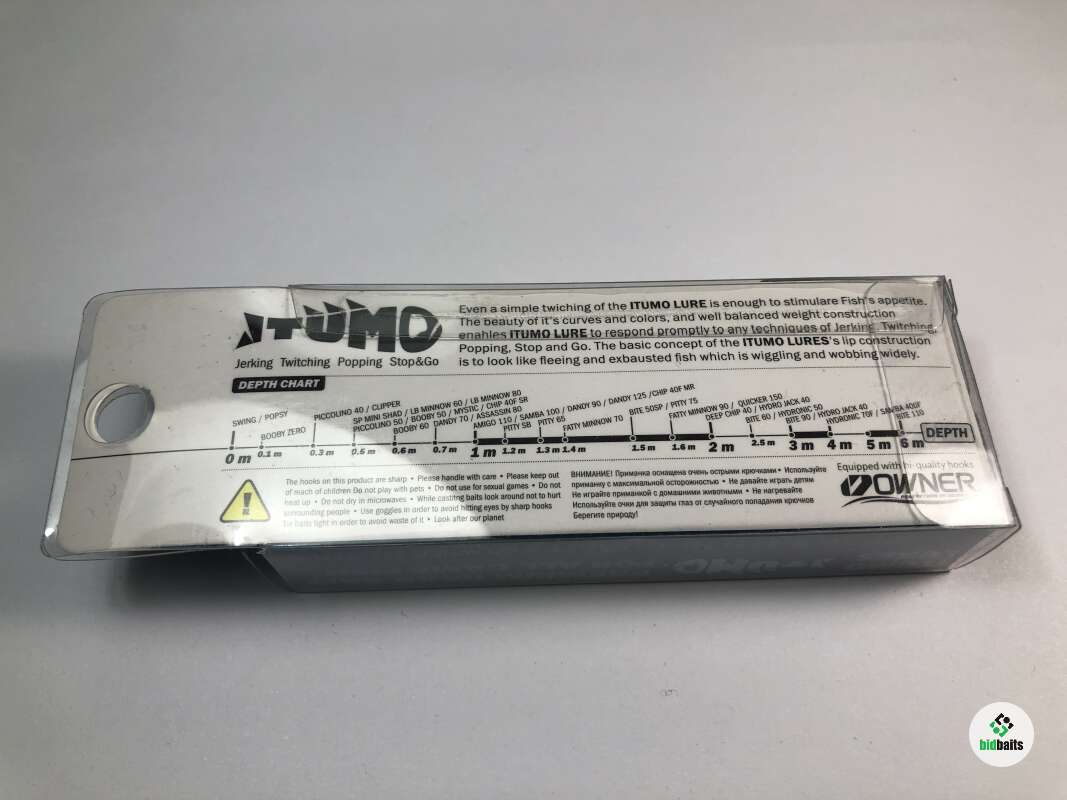 ITUMO
Jerking Twitching Popping Stop&Go
Even a simple twiching of the ITUMO LURE is enough to stimulare Fish's appetite.
The beauty of it's curves and colors, and well balanced weight construction
enables ITUMO LURE to respond promptly to any techniques of Jerking, Twitching,
Popping, Stop and Go. The basic concept of the ITUMO LURES's lip construction
is to look like fleeing and exbausted fish which is wiggling and wobbing widely.
DEPTH CHART
SWING / POPSY
BOOBY ZERO
PICCOLINO 40 / CLIPPER
SP MINI SHAD / LB MINNOW 60 / LB MINNOW 80
PICCOLINO 50 / BOOBY 50 / MYSTIC / CHIP 40F SR
BOOBY 60
DANDY 70 / ASSASSIN 80
AMIGO 110 / SAMBA 100 / DANDY 90 / DANDY 125 /CHIP 40F MR
PITTY SB
PITTY 65
FATTY MINNOW 70
BITE 50SP / PITTY 75
FATTY MINNOW 90 / QUICKER 150
DEEP CHIP 40 / HYDRO JACK 40
BITE 60 / HYDRONIC 50
BITE 90 / HYDRO JACK 40
HYDRONIC 70F / SAMBA 40UF
BITE 110
0 m 0.1 m 0.3 m 0.5 m 0.6 m 0.7 m 1 m 1.2 m 1.3 m 1.4 m 1.5 m 1.6 m 2 m 2.5 m 3 m 4 m 5 m 6 m
DEPTH
The hooks on this product are sharp • Please handle with care • Please keep out
of meach of children Do not play with pets • Do not use for sexual games • Do not
heat up • Do not dry in microwaves • While casting baits look around not to hurt
surrounding people • Use goggles in order to avoid hitting eyes by sharp hooks
baits tight in order to avoid waste of it • Look after our planet
ВНИМАНИЕ! Приманка оснащена очень острыми крючками • Используйте
приманку с максимальной осторожностью • Не давайте играть детям
Не играйте приманкой с домашними животными • Не нагревайте
Используйте очки для защиты глаз от случайного попадания крючков
Берегите природу!
Equipped with hi-quality hooks
OWNER
bidbaits